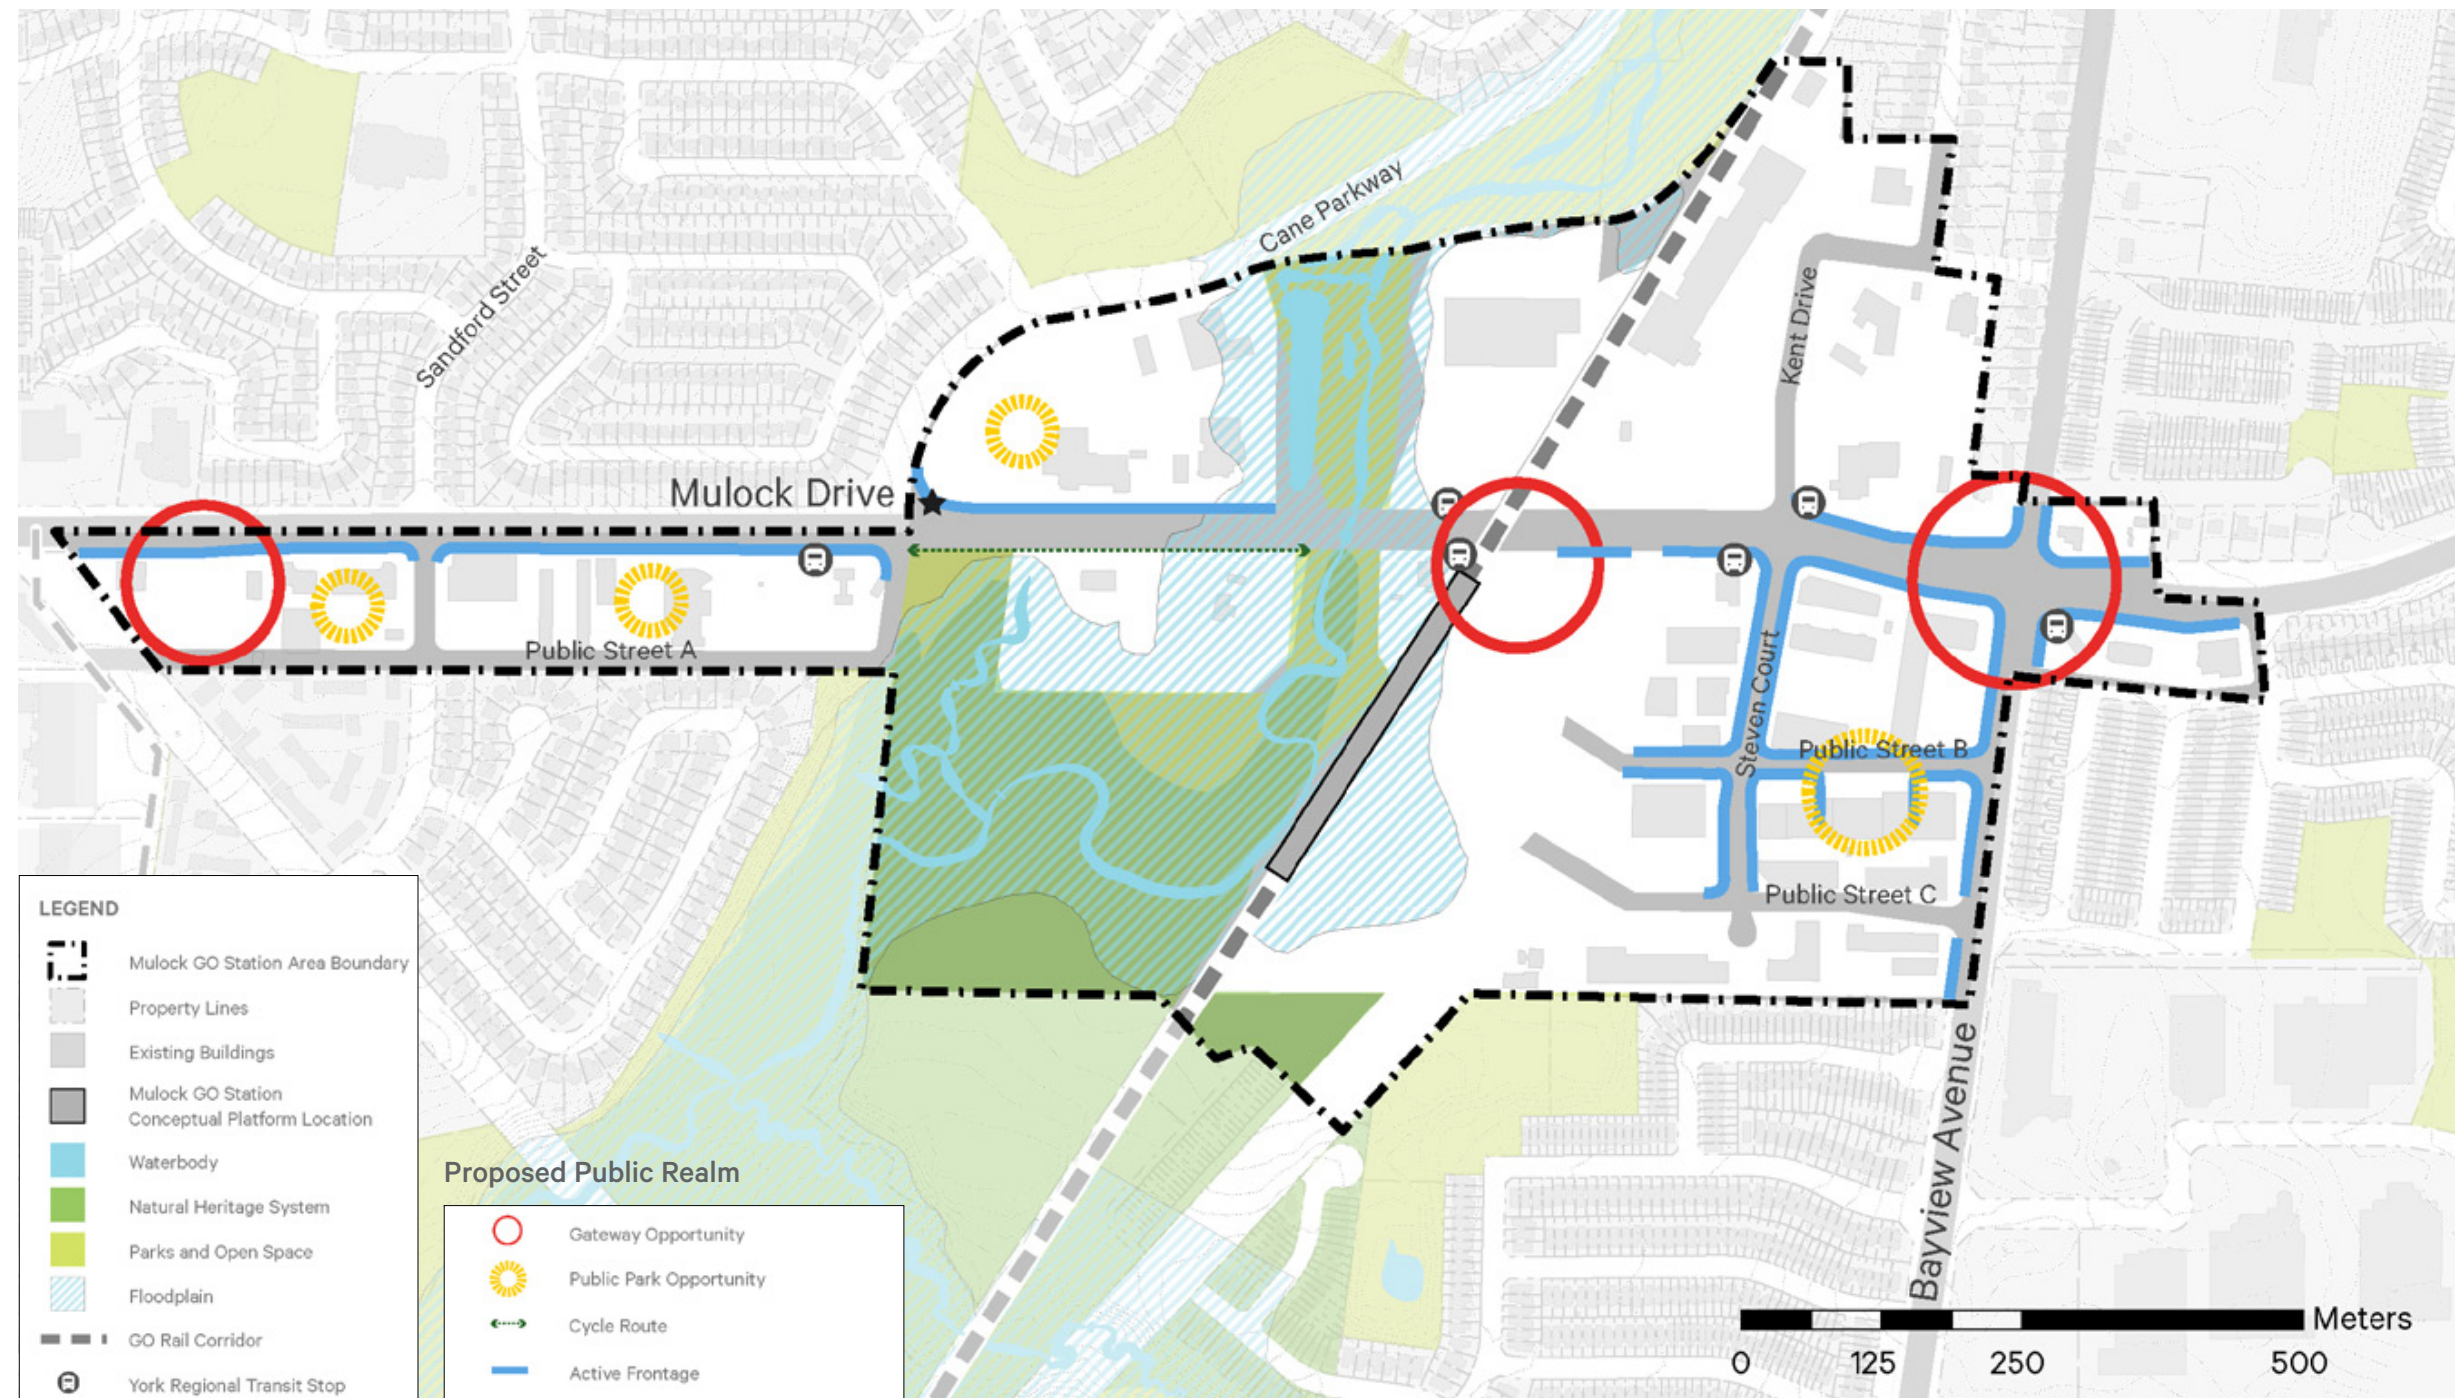 Cane Parkway
Sandford Street
Kent Drive
Mulock Drive
Public Street A
Steven Court
Public Street B
Public Street C
Bayview Avenue
LEGEND
Mulock GO Station Area Boundary
Property Lines
Existing Buildings
Mulock GO Station
Conceptual Platform Location
Waterbody
Natural Heritage System
Parks and Open Space
Floodplain
GO Rail Corridor
York Regional Transit Stop
Proposed Public Realm
Gateway Opportunity
Public Park Opportunity
Cycle Route
Active Frontage
Meters
0 125 250 500